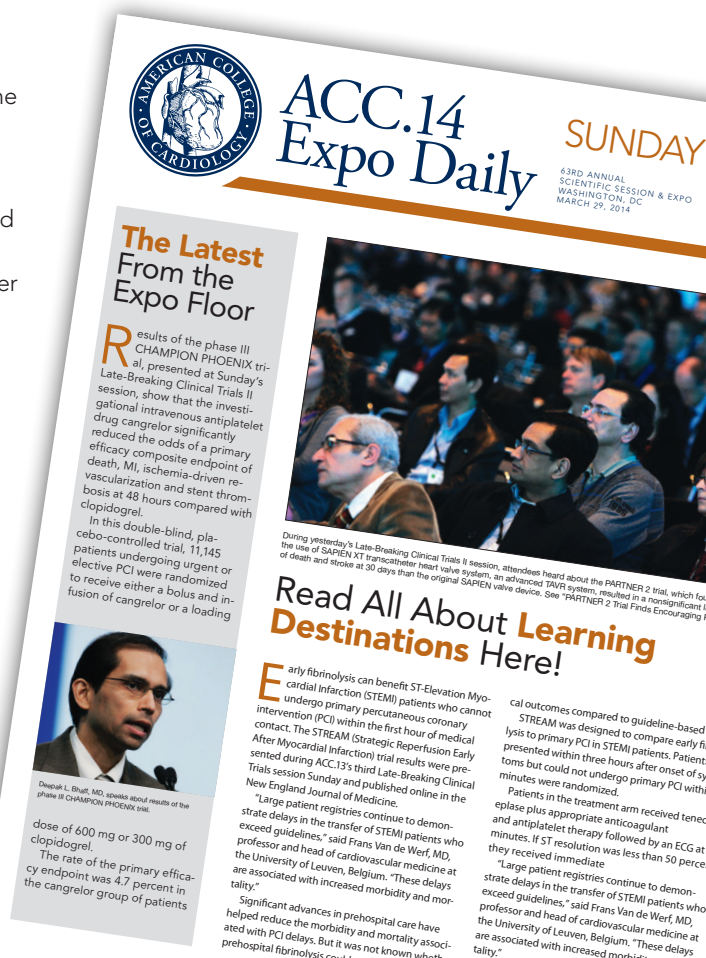 ne
d
er
AMERICAN COLLEGE
OF CARDIOLOGY
ACC.14
Expo Daily
SUNDAY
63RD ANNUAL
SCIENTIFIC SESSION & EXPO
WASHINGTON, DC
MARCH 29, 2014
The Latest
From the
Expo Floor
Results of the phase III
CHAMPION PHOENIX tri-
al, presented at Sunday's
Late-Breaking Clinical Trials II
session, show that the investi-
gational intravenous antiplatelet
drug cangrelor significantly
reduced the odds of a primary
efficacy composite endpoint of
death, MI, ischemia-driven re-
vascularization and stent throm-
bosis at 48 hours compared with
clopidogrel.
In this double-blind, pla-
cebo-controlled trial, 11,145
patients undergoing urgent or
elective PCI were randomized
to receive either a bolus and in-
fusion of cangrelor or a loading
Deepak L. Bhatt, MD, speaks about results of the
phase III CHAMPION PHOENIX trial.
dose of 600 mg or 300 mg of
clopidogrel.
The rate of the primary effica-
cy endpoint was 4.7 percent in
the cangrelor group of patients
During yesterday's Late-Breaking Clinical Trials II session, attendees heard about the PARTNER 2 trial, which fou
the use of SAPIEN XT transcatheter heart valve system, an advanced TAVR system, resulted in a nonsignificant l
of death and stroke at 30 days than the original SAPIEN valve device. See "PARTNER 2 Trial Finds Encouraging
Read All About Learning
Destinations Here!
Early fibrinolysis can benefit ST-Elevation Myo-
cardial Infarction (STEMI) patients who cannot
undergo primary percutaneous coronary
intervention (PCI) within the first hour of medical
contact. The STREAM (Strategic Reperfusion Early
After Myocardial Infarction) trial results were pre-
sented during ACC.13's third Late-Breaking Clinical
Trials session Sunday and published online in the
New England Journal of Medicine.
"Large patient registries continue to demon-
strate delays in the transfer of STEMI patients who
exceed guidelines," said Frans Van de Werf, MD,
professor and head of cardiovascular medicine at
the University of Leuven, Belgium. "These delays
are associated with increased morbidity and mor-
tality."
Significant advances in prehospital care have
helped reduce the morbidity and mortality associ-
ated with PCI delays. But it was not known wheth
prehospital fibrinolysis could
cal outcomes compared to guideline-based
STREAM was designed to compare early fi
lysis to primary PCI in STEMI patients. Patient
presented within three hours after onset of sy
toms but could not undergo primary PCI withi
minutes were randomized.
Patients in the treatment arm received tenec
eplase plus appropriate anticoagulant
and antiplatelet therapy followed by an ECG at
minutes. If ST resolution was less than 50 perce
they received immediate
"Large patient registries continue to demon-
strate delays in the transfer of STEMI patients who
exceed guidelines," said Frans Van de Werf, MD,
professor and head of cardiovascular medicine at
the University of Leuven, Belgium. "These delays
are associated with increased morbidi
tality."